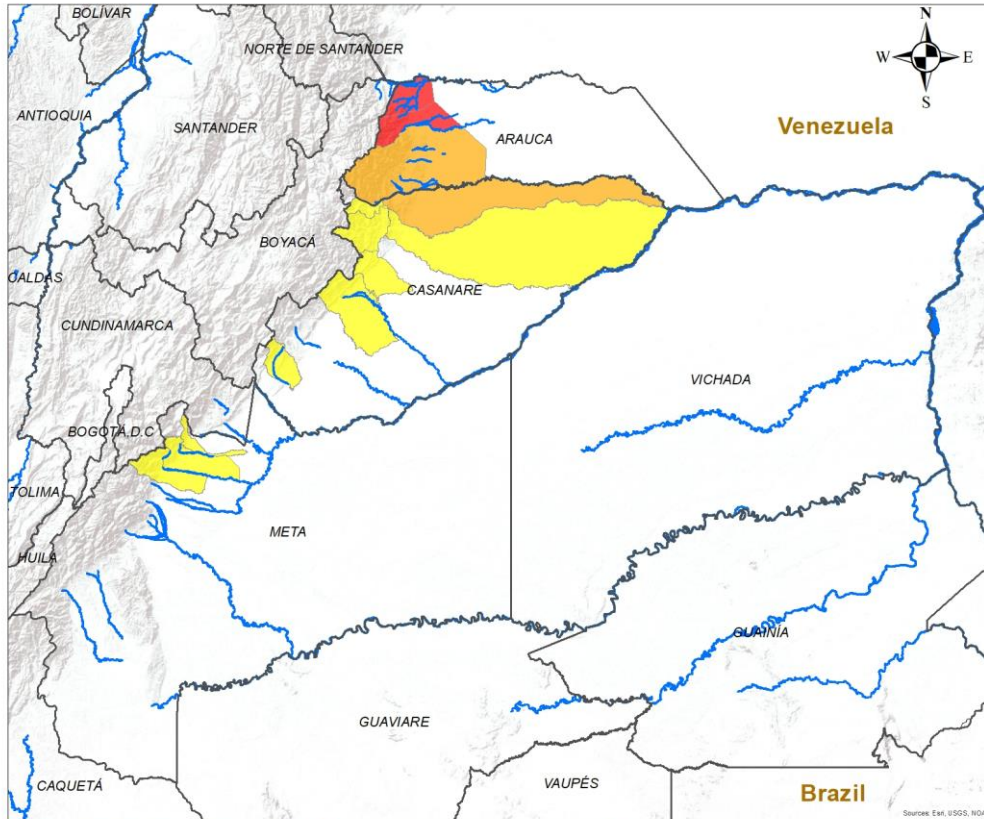 BOLÍVAR
NORTE DE SANTANDER
N
W
E
S
ANTIOQUIA
SANTANDER
ARAUCA
Venezuela
BOYACÁ
CALDAS
CASANARE
CUNDINAMARCA
VICHADA
BOGOTÁ, D.C
TOLIMA
META
HUILA
GUAINÍA
GUAVIARE
CAQUETÁ
VAUPÉS
Brazil
Sources: Esri, USGS, NOA